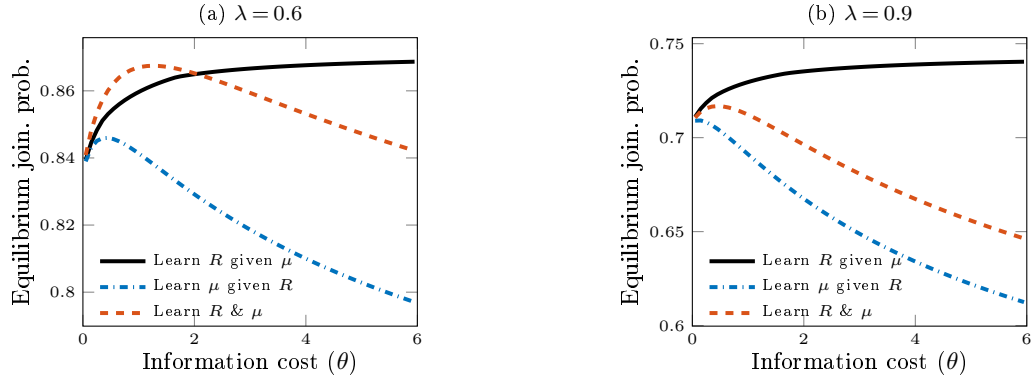 (a) λ = 0.6
Equilibrium join. prob.
0.86
0.84
0.82
0.8
Learn R given μ
Learn μ given R
Learn R & μ
0 2 4 6
Information cost (θ)
(b) λ = 0.9
Equilibrium join. prob.
0.75
0.7
0.65
0.6
Learn R given μ
Learn μ given R
Learn R & μ
0 2 4 6
Information cost (θ)